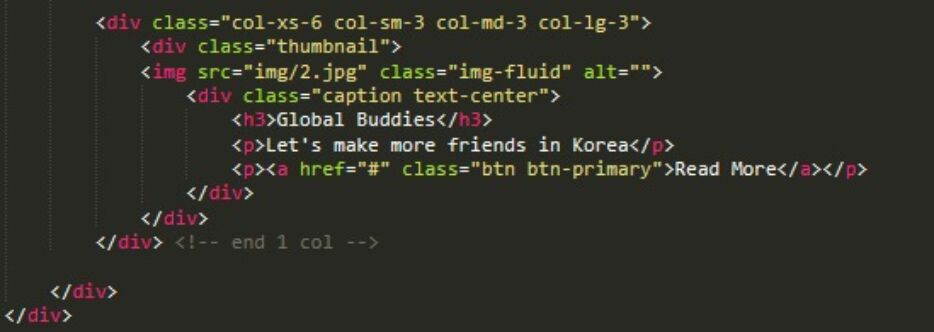 <div class="col-xs-6 col-sm-3 col-md-3 col-lg-3">
<div class="thumbnail">
<img src="img/2.jpg" class="img-fluid" alt="">
<div class="caption text-center">
<h3>Global Buddies</h3>
<p>Let's make more friends in Korea</p>
<p><a href="#" class="btn btn-primary">Read More</a></p>
</div>
</div>
</div> <!-- end 1 col -->
</div>
</div>